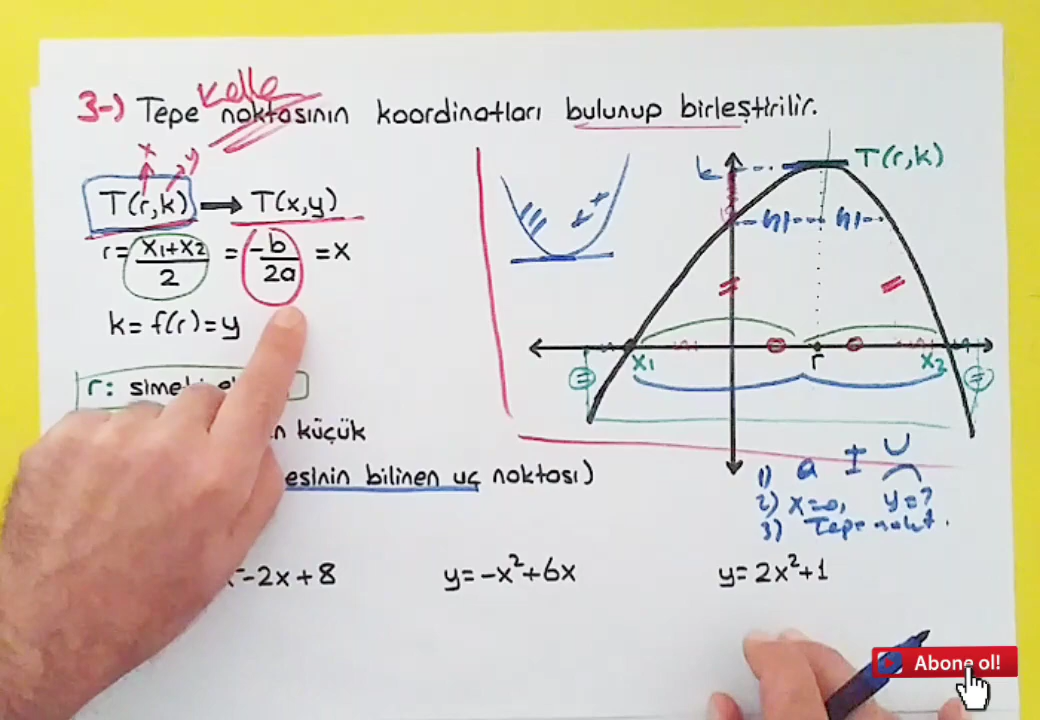 3-) Tepe noktasının koordinatları bulunup birleştirilir.
Kelle
x y
T(r,k) → T(x,y)
r = x₁+x₂/2 = -b/2a = x
k = f(r) = y
r:
küçük
esinin bilinen uç noktası)
-2x+8
y=-x²+6x
y=2x²+1
k
T(r,k)
x₁
r
x₂
1) a ±
2) x=0, y=?
3) Tepe nokt.
Abone ol!